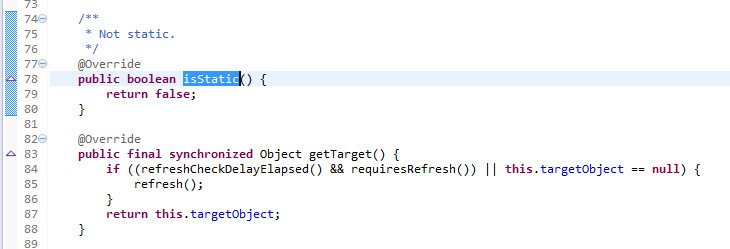 73
74 /**
75 * Not static.
76 */
77 @Override
78 public boolean isStatic() {
79 return false;
80 }
81
82 @Override
83 public final synchronized Object getTarget() {
84 if ((refreshCheckDelayElapsed() && requiresRefresh()) || this.targetObject == null) {
85 refresh();
86 }
87 return this.targetObject;
88 }
89